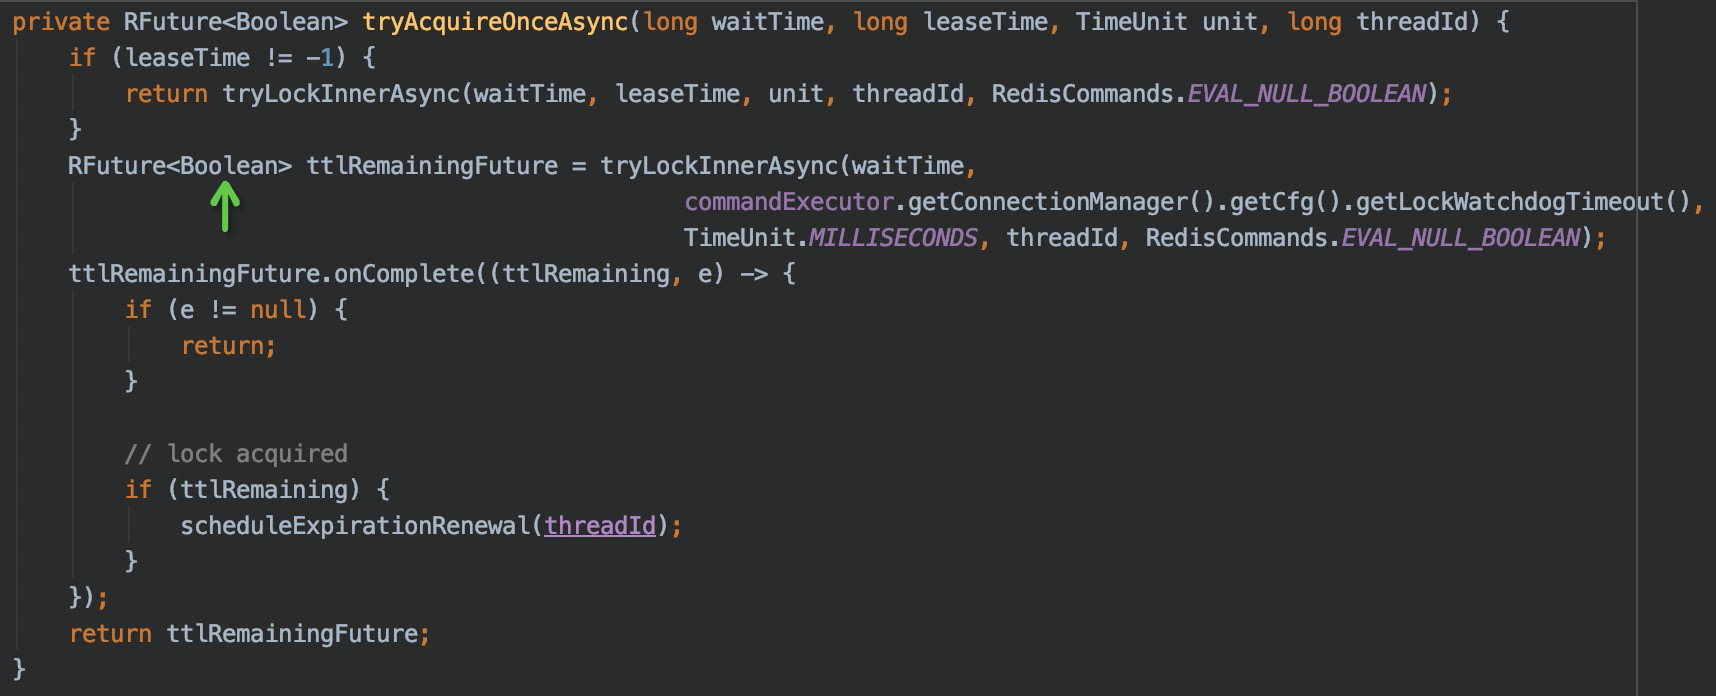 private RFuture<Boolean> tryAcquireOnceAsync(long waitTime, long leaseTime, TimeUnit unit, long threadId) {
    if (leaseTime != -1) {
        return tryLockInnerAsync(waitTime, leaseTime, unit, threadId, RedisCommands.EVAL_NULL_BOOLEAN);
    }
    RFuture<Boolean> ttlRemainingFuture = tryLockInnerAsync(waitTime,
                                                commandExecutor.getConnectionManager().getCfg().getLockWatchdogTimeout(),
                                                TimeUnit.MILLISECONDS, threadId, RedisCommands.EVAL_NULL_BOOLEAN);
    ttlRemainingFuture.onComplete((ttlRemaining, e) -> {
        if (e != null) {
            return;
        }

        // lock acquired
        if (ttlRemaining) {
            scheduleExpirationRenewal(threadId);
        }
    });
    return ttlRemainingFuture;
}